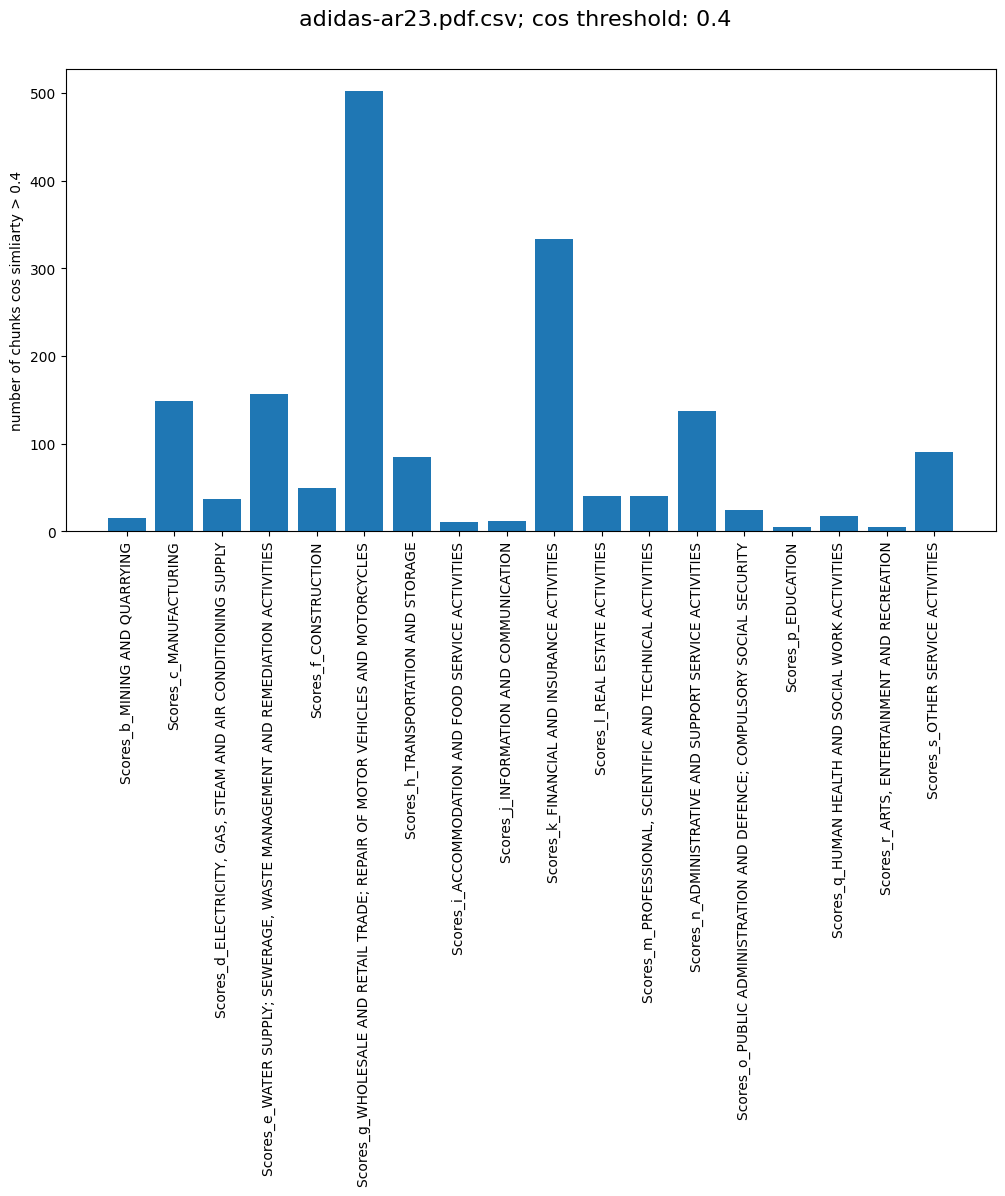 adidas-ar23.pdf.csv; cos threshold: 0.4
number of chunks cos simliarty > 0.4
500
400
300
200
100
0
Scores_b_MINING AND QUARRYING
Scores_c_MANUFACTURING
Scores_d_ELECTRICITY, GAS, STEAM AND AIR CONDITIONING SUPPLY
Scores_e_WATER SUPPLY; SEWERAGE, WASTE MANAGEMENT AND REMEDIATION ACTIVITIES
Scores_f_CONSTRUCTION
Scores_g_WHOLESALE AND RETAIL TRADE; REPAIR OF MOTOR VEHICLES AND MOTORCYCLES
Scores_h_TRANSPORTATION AND STORAGE
Scores_i_ACCOMMODATION AND FOOD SERVICE ACTIVITIES
Scores_j_INFORMATION AND COMMUNICATION
Scores_k_FINANCIAL AND INSURANCE ACTIVITIES
Scores_l_REAL ESTATE ACTIVITIES
Scores_m_PROFESSIONAL, SCIENTIFIC AND TECHNICAL ACTIVITIES
Scores_n_ADMINISTRATIVE AND SUPPORT SERVICE ACTIVITIES
Scores_o_PUBLIC ADMINISTRATION AND DEFENCE; COMPULSORY SOCIAL SECURITY
Scores_p_EDUCATION
Scores_q_HUMAN HEALTH AND SOCIAL WORK ACTIVITIES
Scores_r_ARTS, ENTERTAINMENT AND RECREATION
Scores_s_OTHER SERVICE ACTIVITIES